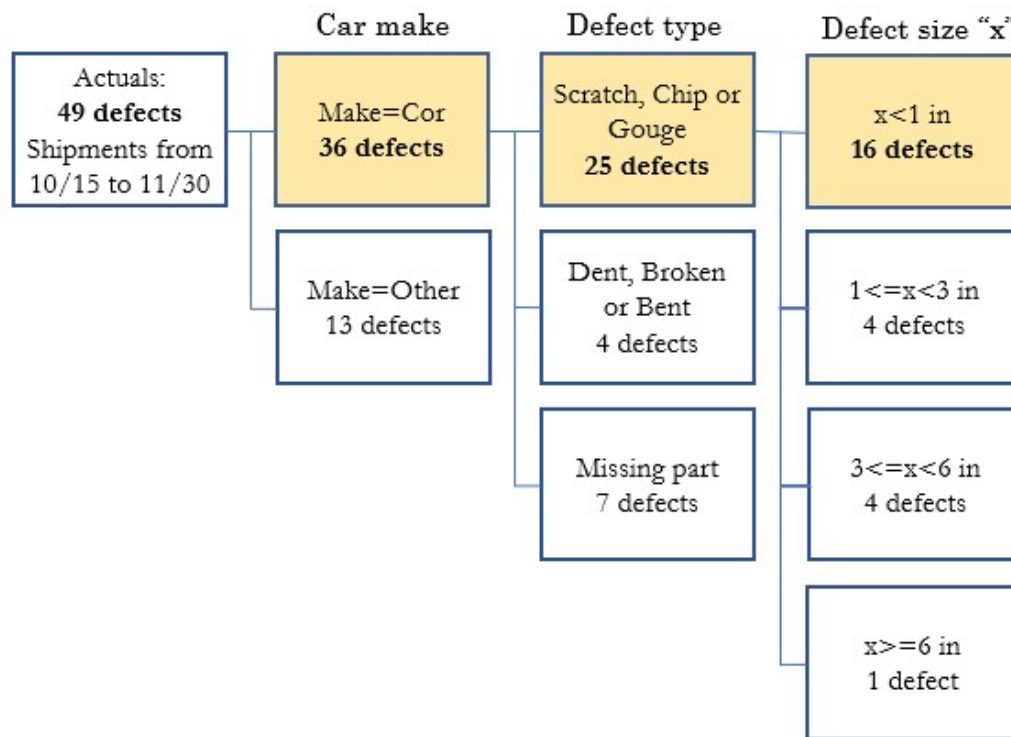 Car make
Defect type
Defect size “x”
Actuals:
49 defects
Shipments from
10/15 to 11/30
Make=Cor
36 defects
Scratch, Chip or
Gouge
25 defects
x<1 in
16 defects
Make=Other
13 defects
Dent, Broken
or Bent
4 defects
1<=x<3 in
4 defects
Missing part
7 defects
3<=x<6 in
4 defects
x>=6 in
1 defect